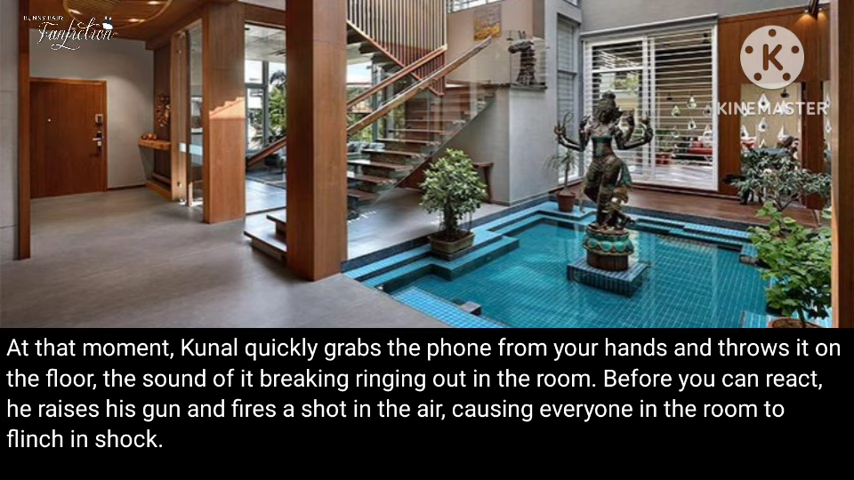 BUNNSHAIR
Fanfiction
K
KINEMASTER
At that moment, Kunal quickly grabs the phone from your hands and throws it on
the floor, the sound of it breaking ringing out in the room. Before you can react,
he raises his gun and fires a shot in the air, causing everyone in the room to
flinch in shock.